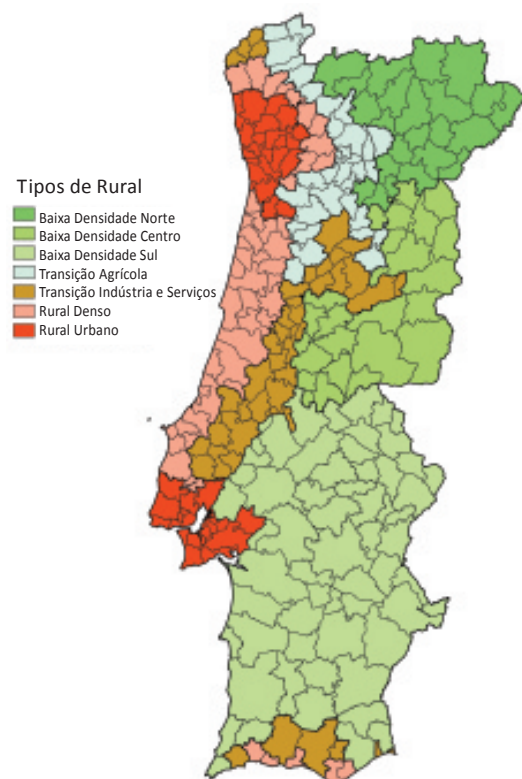 Tipos de Rural
Baixa Densidade Norte
Baixa Densidade Centro
Baixa Densidade Sul
Transição Agrícola
Transição Indústria e Serviços
Rural Denso
Rural Urbano